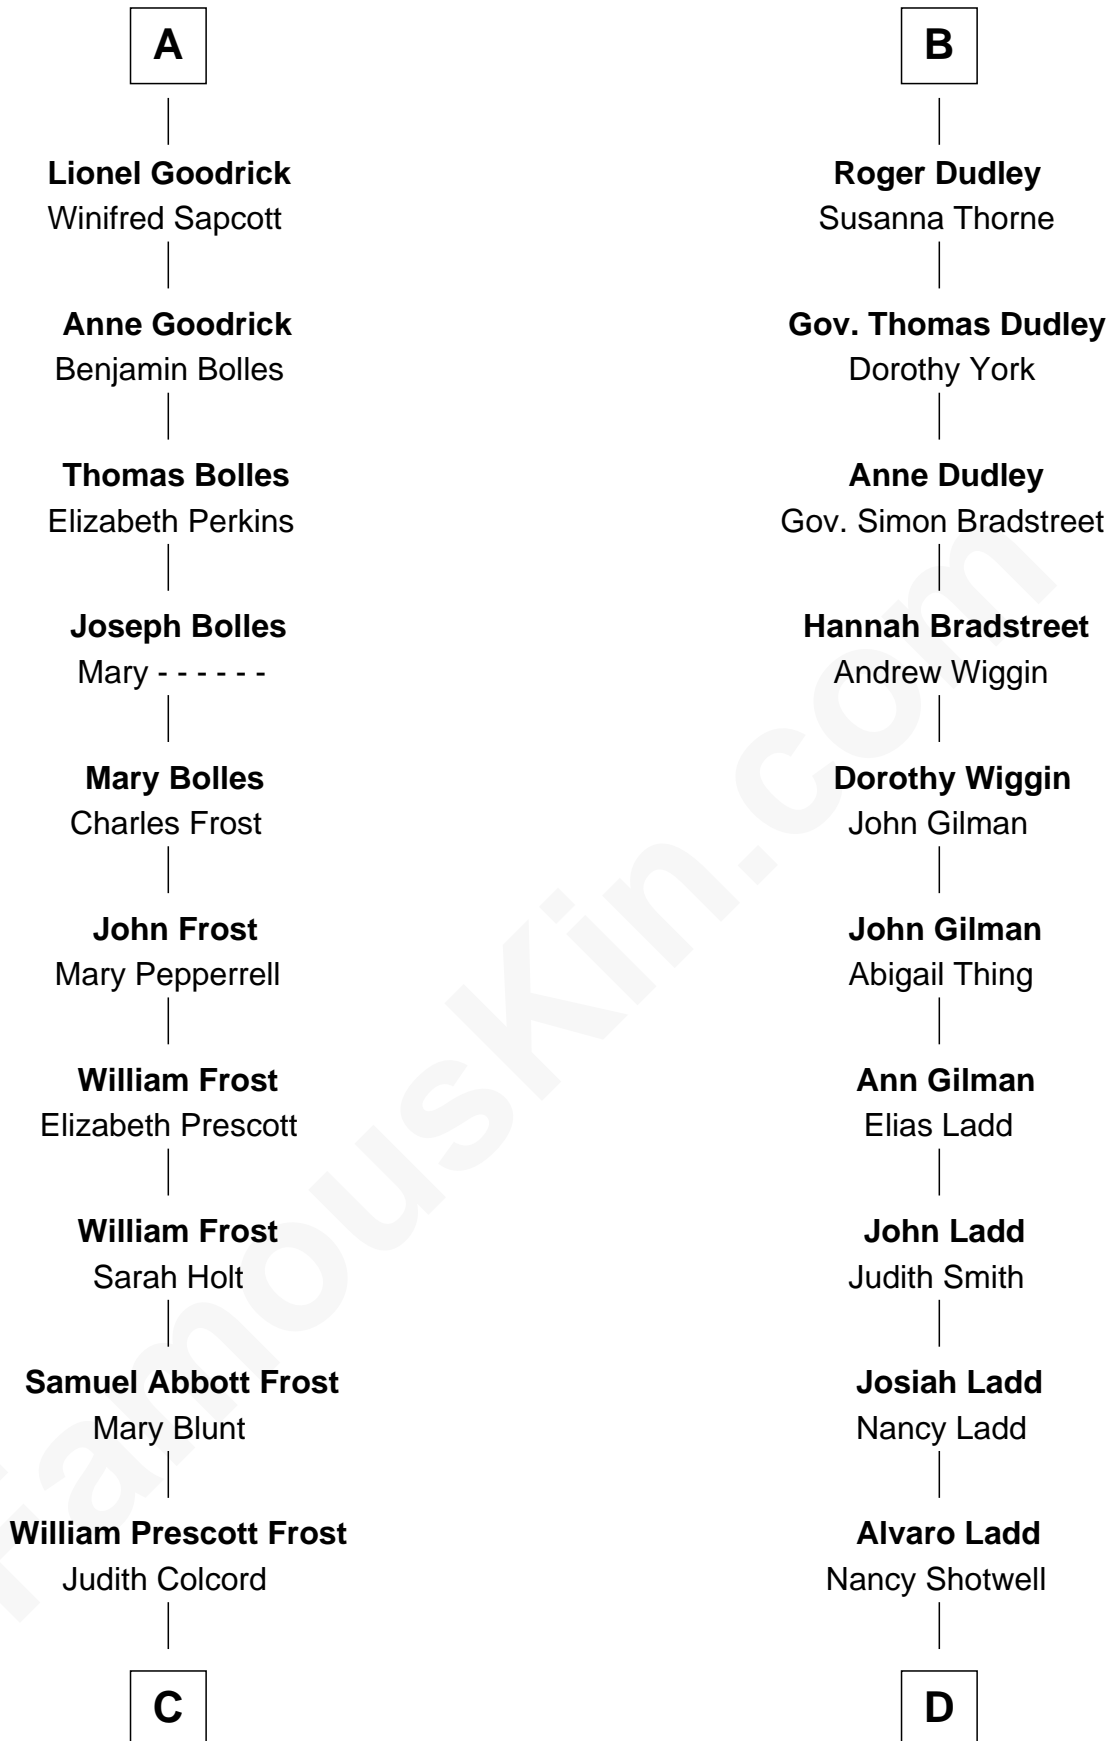 A
Lionel Goodrick
Winifred Sapcott
Anne Goodrick
Benjamin Bolles
Thomas Bolles
Elizabeth Perkins
Joseph Bolles
Mary - - - - - -
Mary Bolles
Charles Frost
John Frost
Mary Pepperrell
William Frost
Elizabeth Prescott
William Frost
Sarah Holt
Samuel Abbott Frost
Mary Blunt
William Prescott Frost
Judith Colcord
C
B
Roger Dudley
Susanna Thorne
Gov. Thomas Dudley
Dorothy York
Anne Dudley
Gov. Simon Bradstreet
Hannah Bradstreet
Andrew Wiggin
Dorothy Wiggin
John Gilman
John Gilman
Abigail Thing
Ann Gilman
Elias Ladd
John Ladd
Judith Smith
Josiah Ladd
Nancy Ladd
Alvaro Ladd
Nancy Shotwell
D
FamousKin.com